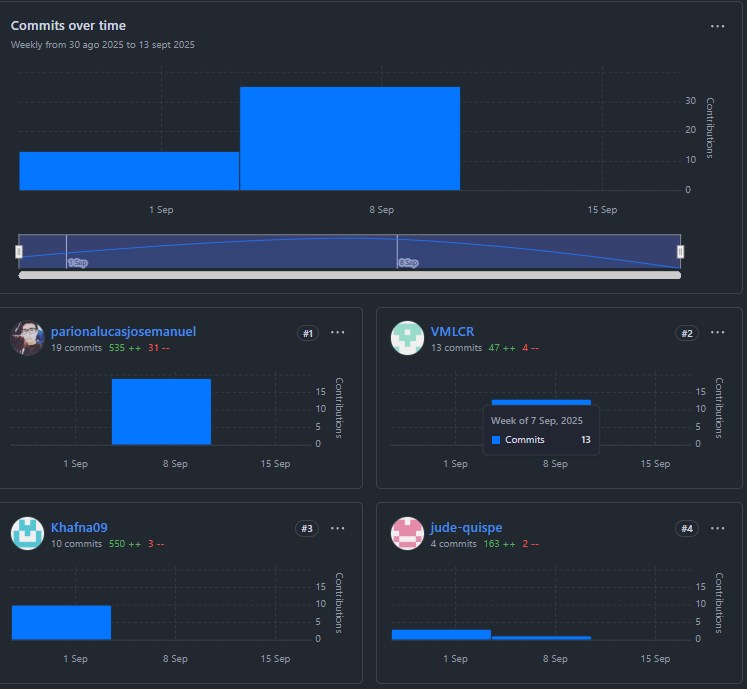 Commits over time
Weekly from 30 ago 2025 to 13 sept 2025
30
20
10
0
Contributions
1 Sep
8 Sep
15 Sep
1 Sep
8 Sep
parionalucasjosemanuel
#1
19 commits 535 ++ 31 --
15
10
5
0
Contributions
1 Sep
8 Sep
15 Sep
VMLCR
#2
13 commits 47 ++ 4 --
15
10
5
0
Contributions
Week of 7 Sep, 2025
Commits 13
1 Sep
8 Sep
15 Sep
Khafna09
#3
10 commits 550 ++ 3 --
15
10
5
0
Contributions
1 Sep
8 Sep
15 Sep
jude-quispe
#4
4 commits 163 ++ 2 --
15
10
5
0
Contributions
1 Sep
8 Sep
15 Sep